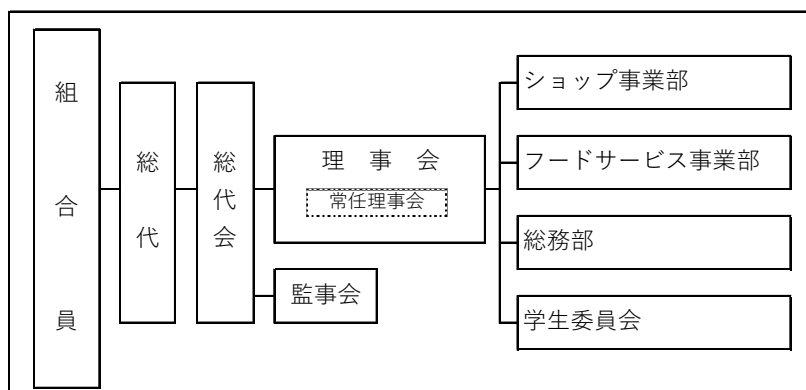 組合員
総代
総代会
理事会
常任理事会
監事会
ショップ事業部
フードサービス事業部
総務部
学生委員会